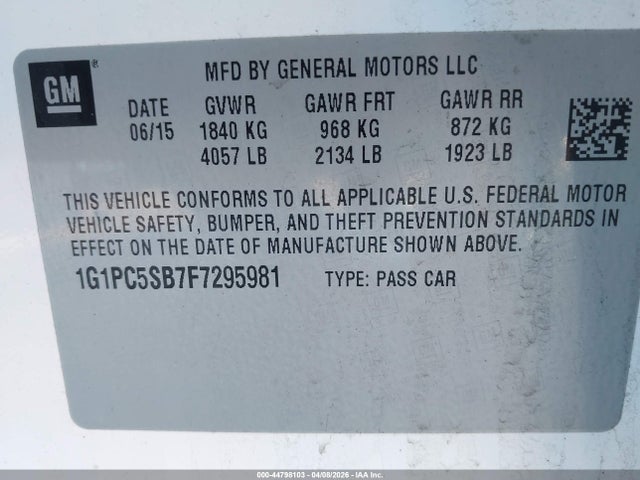 GM®
MFD BY GENERAL MOTORS LLC
DATE GVWR GAWR FRT GAWR RR
06/15 1840 KG 968 KG 872 KG
4057 LB 2134 LB 1923 LB
THIS VEHICLE CONFORMS TO ALL APPLICABLE U.S. FEDERAL MOTOR
VEHICLE SAFETY, BUMPER, AND THEFT PREVENTION STANDARDS IN
EFFECT ON THE DATE OF MANUFACTURE SHOWN ABOVE.
1G1PC5SB7F7295981 TYPE: PASS CAR
000-44798103 | 04/08/2026 | IAA Inc.